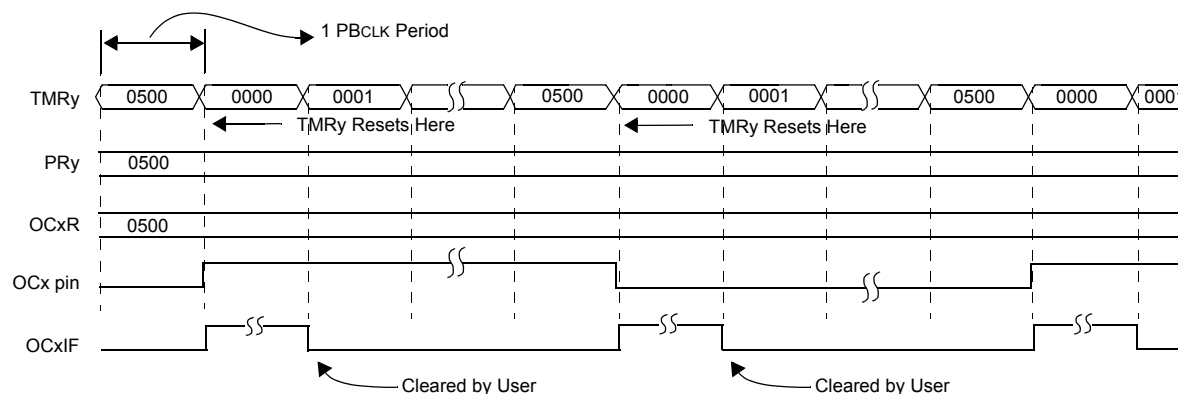 1 PBCLK Period
TMRy 0500 0000 0001 0500 0000 0001 0500 0000 0001
TMRy Resets Here TMRy Resets Here
PRy 0500
OCxR 0500
OCx pin
OCxIF
Cleared by User Cleared by User